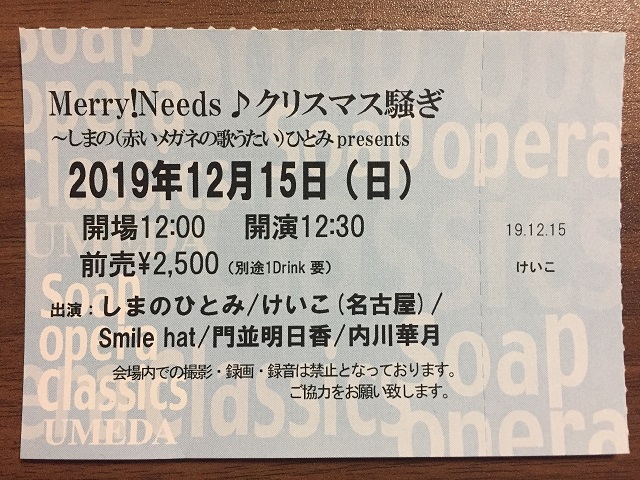 Merry!Needs♪クリスマス騒ぎ
~しまの(赤いメガネの歌うたい)ひとみ presents
2019年12月15日(日)
開場12:00 開演12:30
前売¥2,500(別途1Drink 要)
出演:しまのひとみ/けいこ(名古屋)/
Smile hat/門並明日香/内川華月
会場内での撮影・録画・録音は禁止となっております。
ご協力をお願い致します。
19.12.15
けいこ
Soap
opera
classics
UMEDA